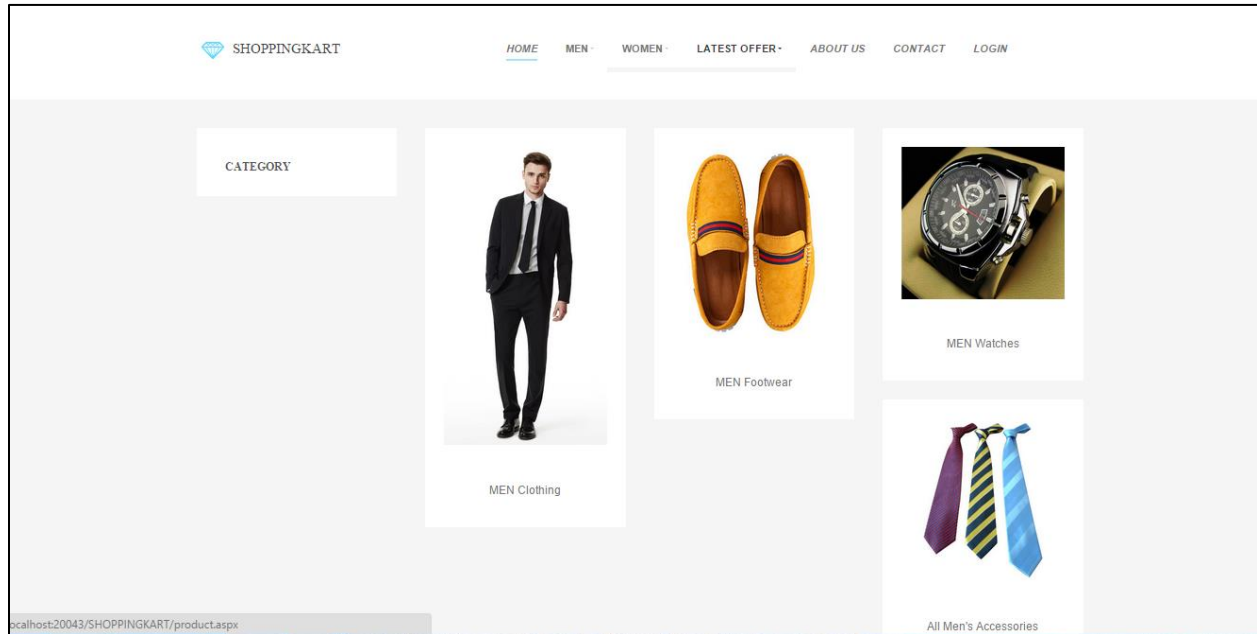 SHOPPINGKART
HOME MEN WOMEN LATEST OFFER ABOUT US CONTACT LOGIN
CATEGORY
MEN Clothing
MEN Footwear
MEN Watches
All Men's Accessories
ocalhost:20043/SHOPPINGKART/product.aspx